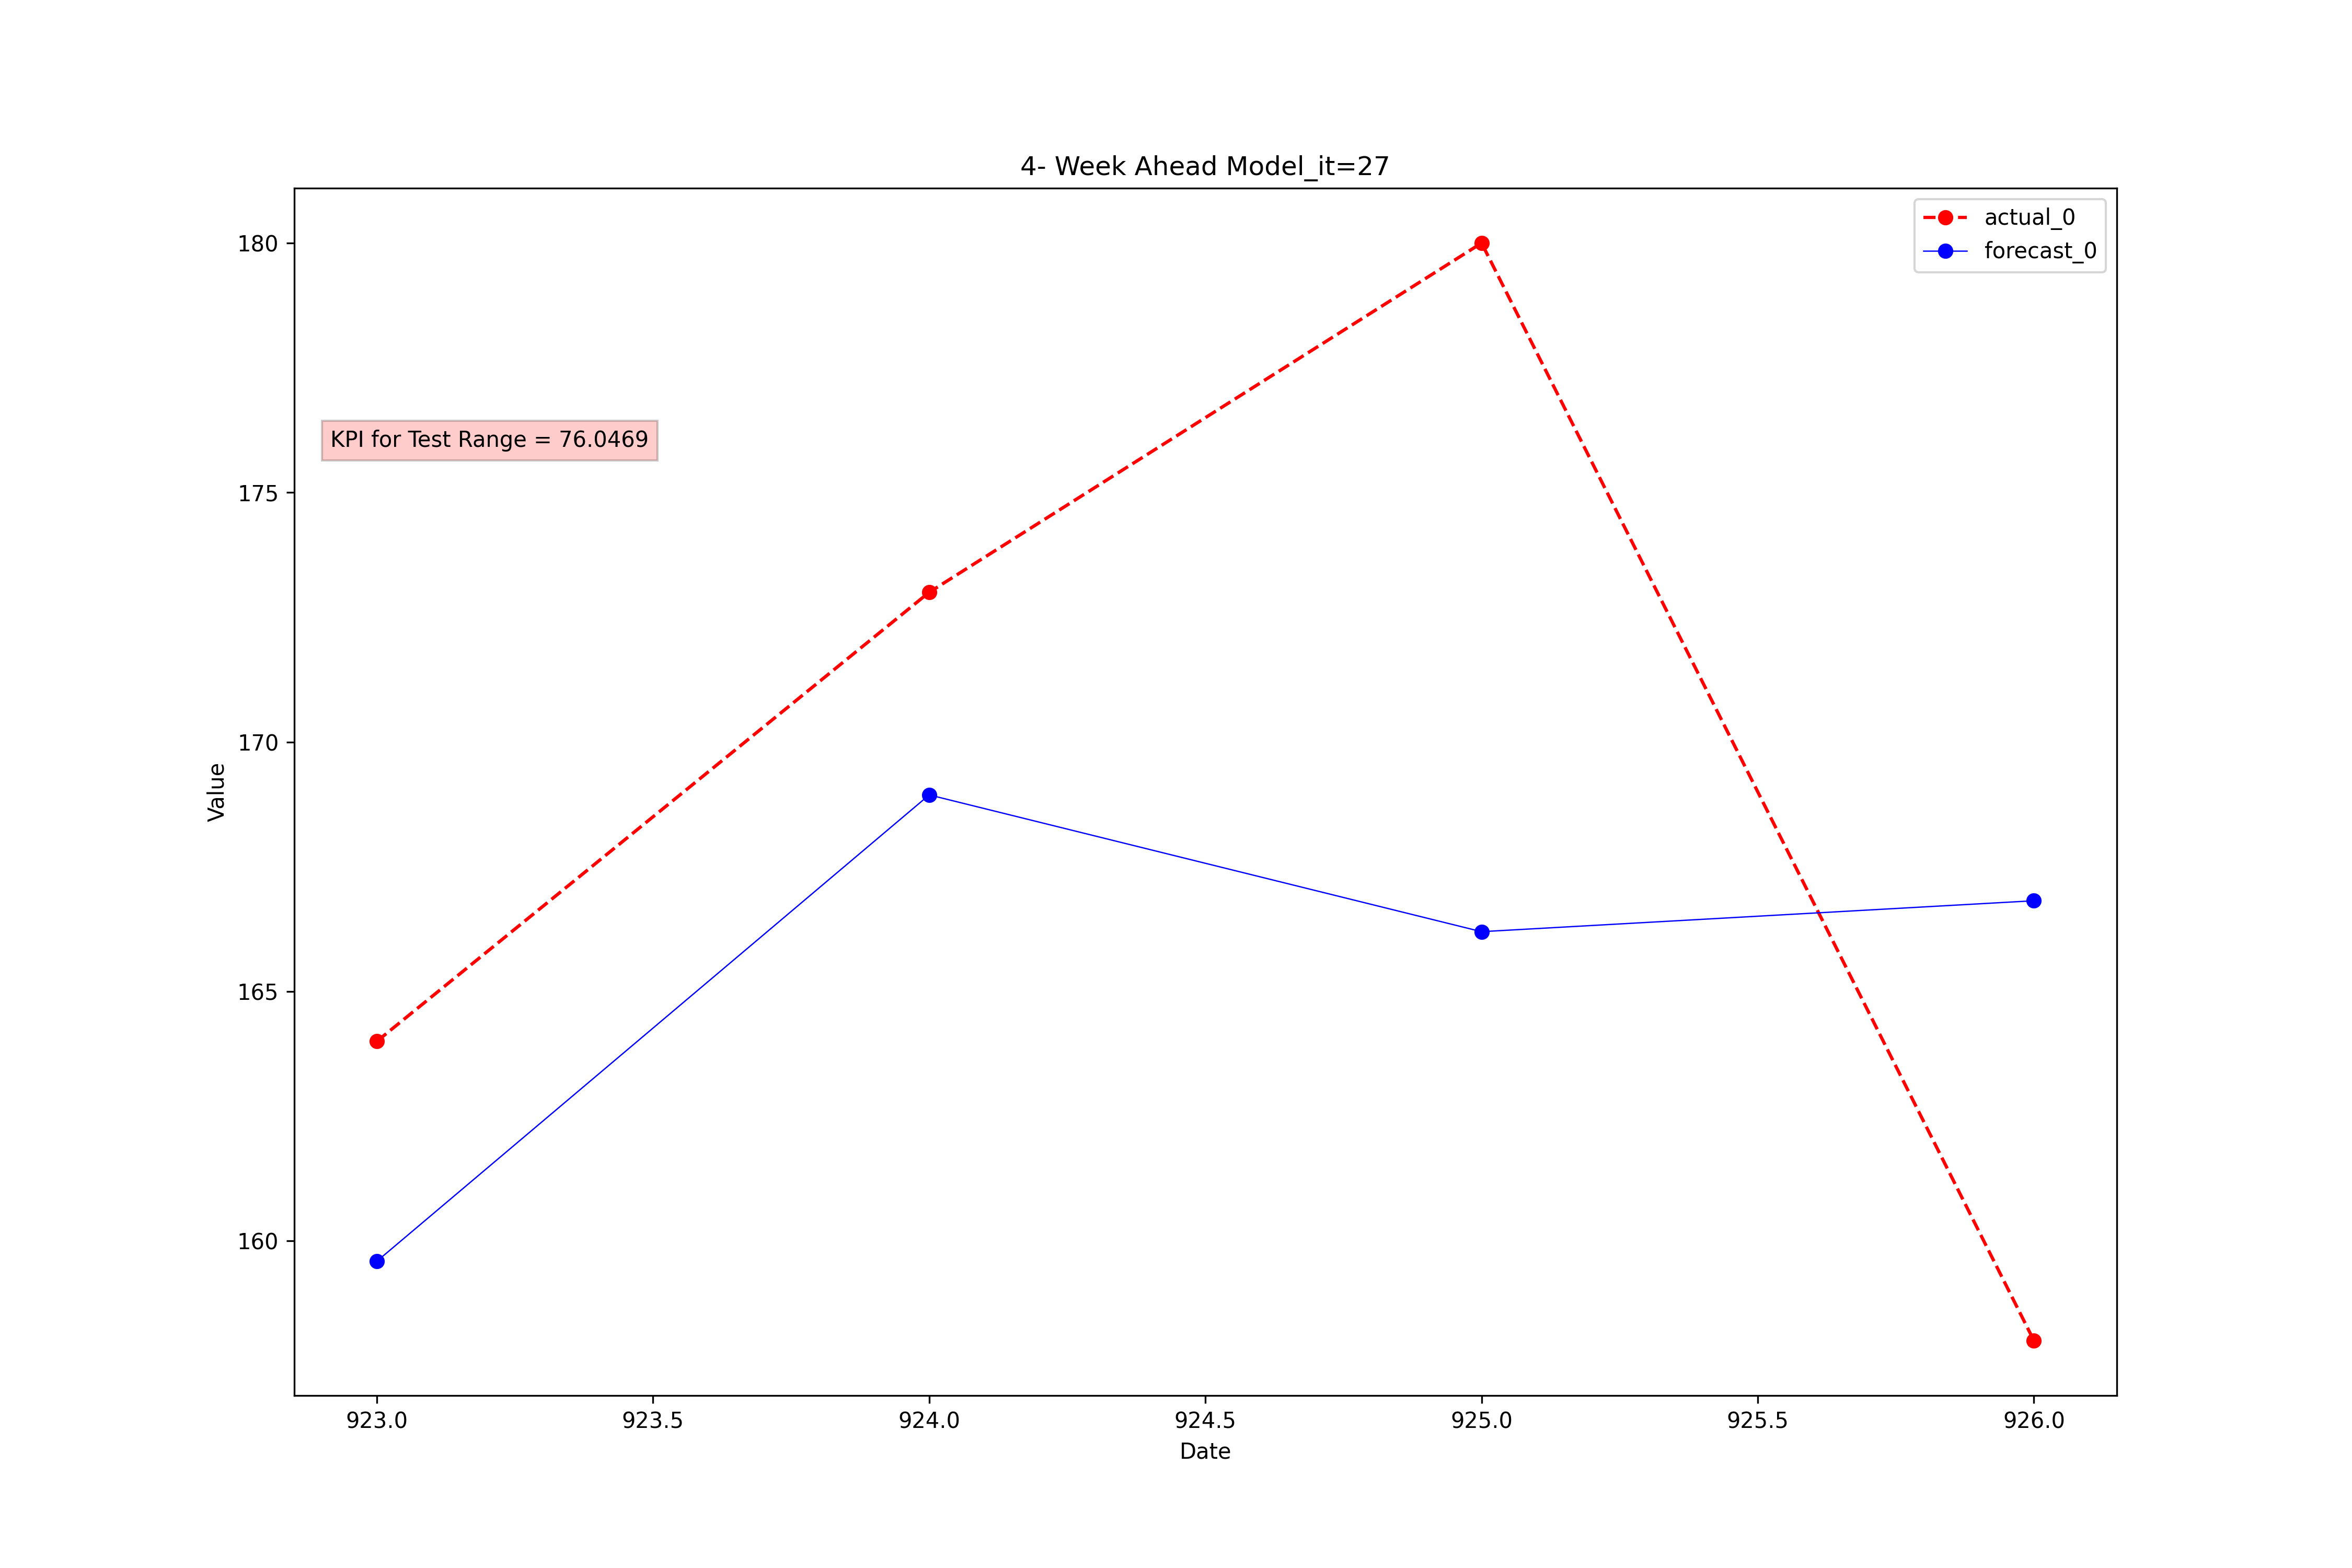 4- Week Ahead Model_it=27
actual_0
forecast_0
KPI for Test Range = 76.0469
180
175
170
165
160
Value
923.0 923.5 924.0 924.5 925.0 925.5 926.0
Date